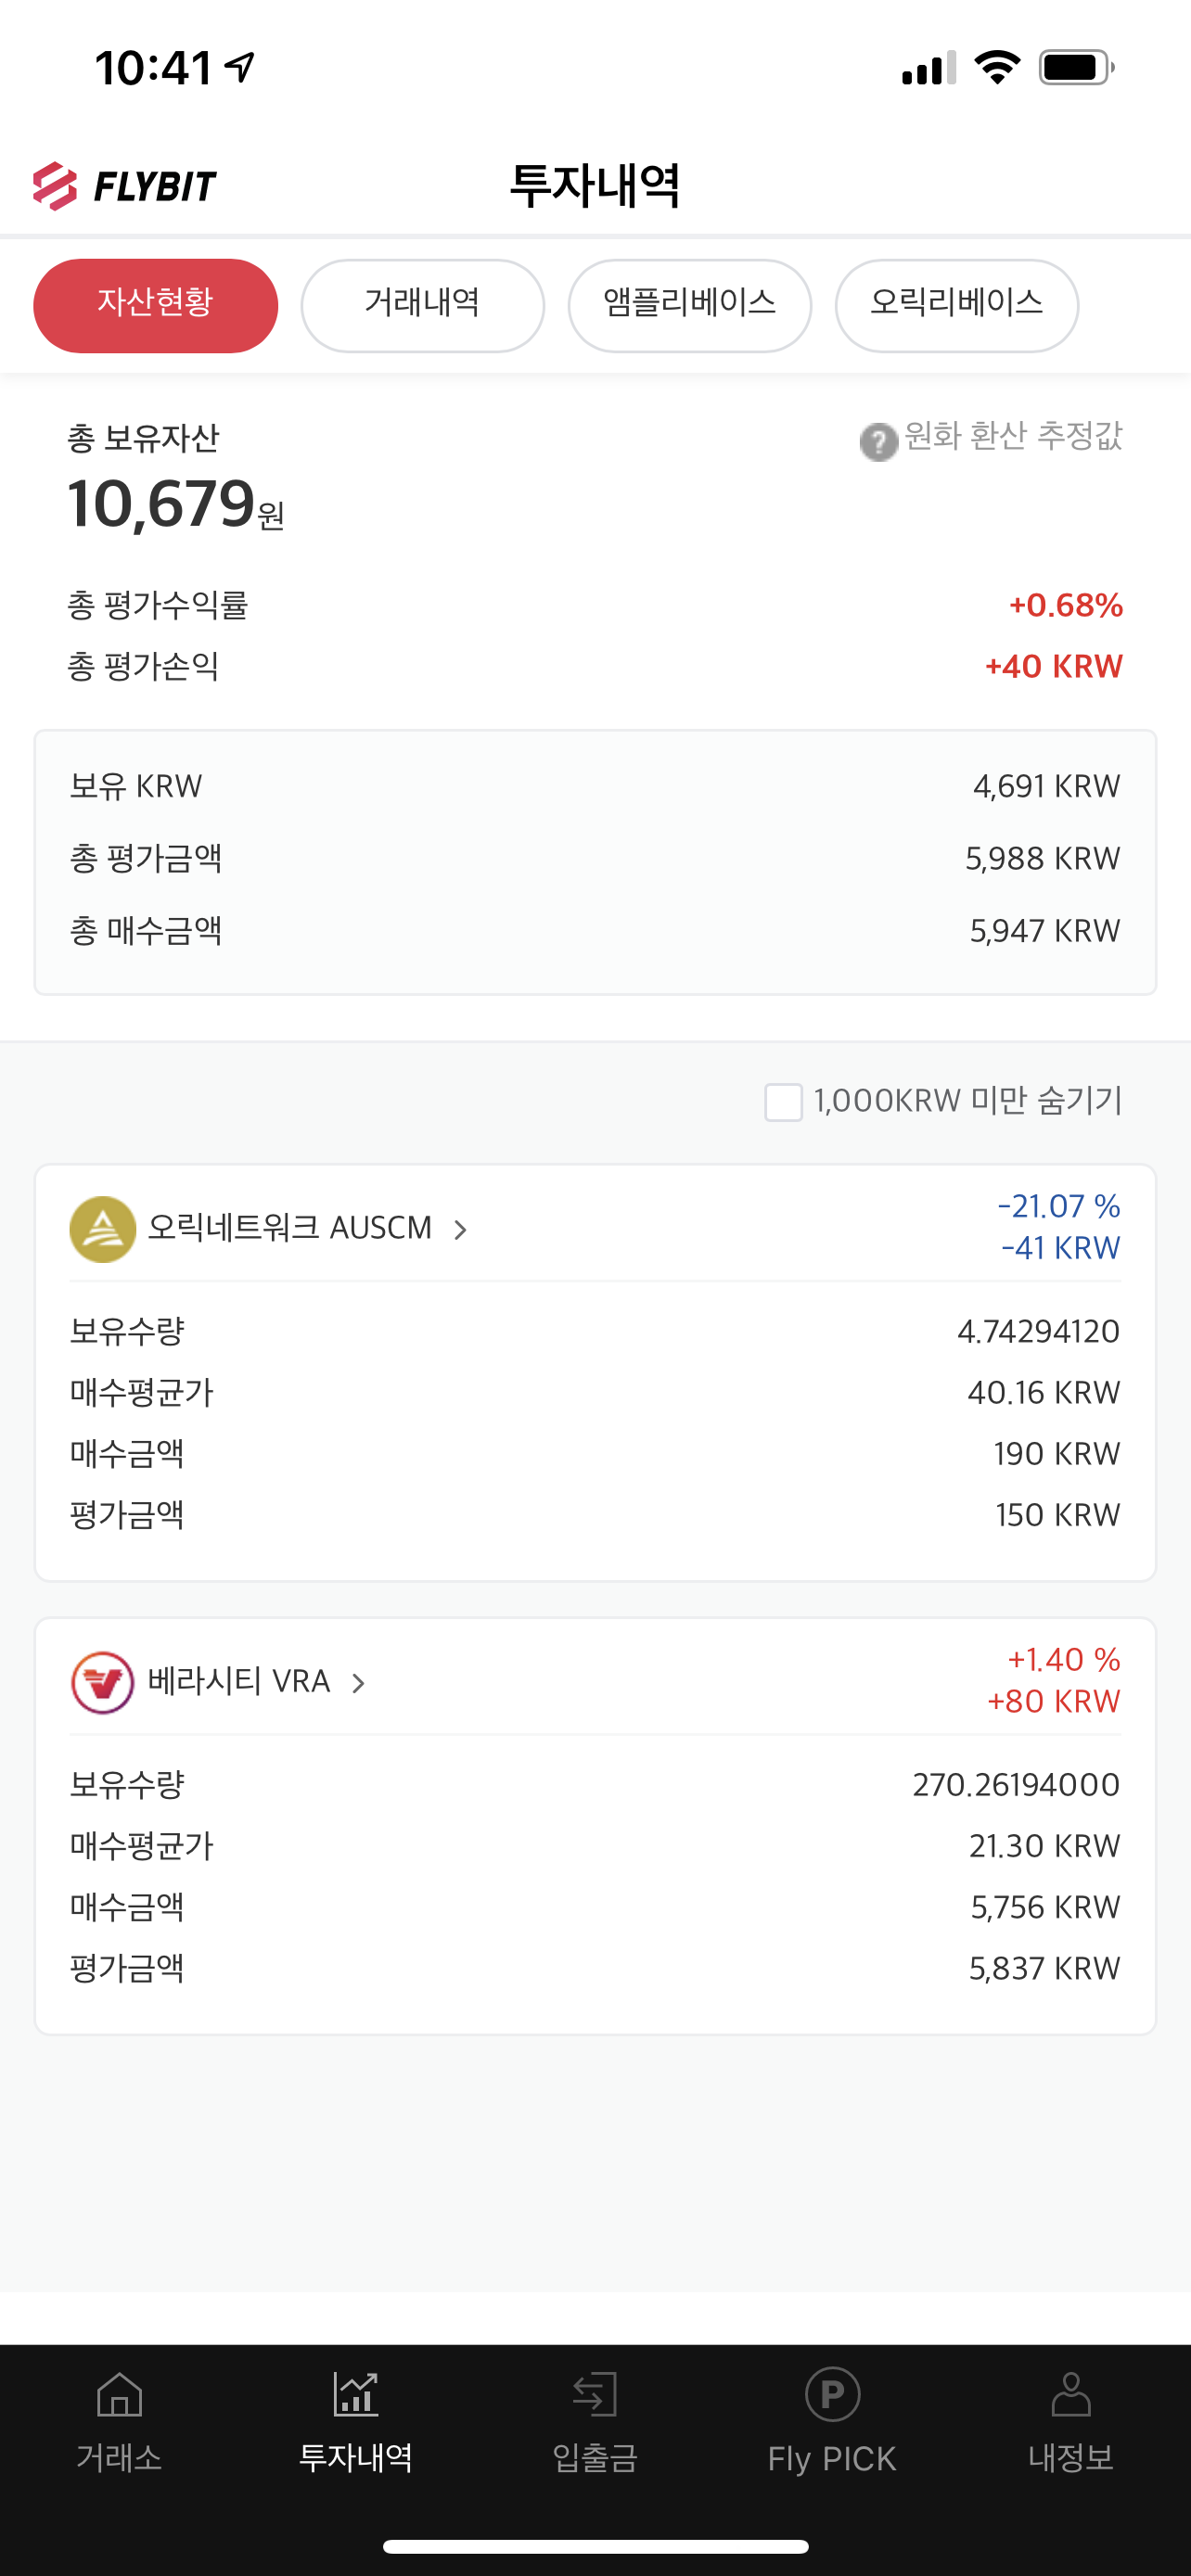 10:41
FLYBIT
투자내역
자산현황 거래내역 앰플리베이스 오릭리베이스
총 보유자산 ? 원화 환산 추정값
10,679원
총 평가수익률 +0.68%
총 평가손익 +40 KRW
보유 KRW 4,691 KRW
총 평가금액 5,988 KRW
총 매수금액 5,947 KRW
1,000KRW 미만 숨기기
오릭네트워크 AUSCM > -21.07 %
-41 KRW
보유수량 4.74294120
매수평균가 40.16 KRW
매수금액 190 KRW
평가금액 150 KRW
베라시티 VRA > +1.40 %
+80 KRW
보유수량 270.26194000
매수평균가 21.30 KRW
매수금액 5,756 KRW
평가금액 5,837 KRW
P
거래소 투자내역 입출금 Fly PICK 내정보